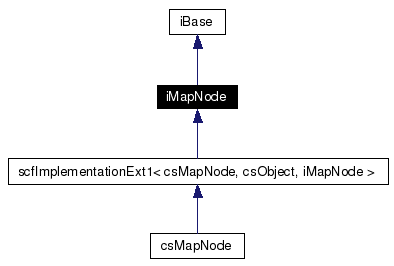 iBase
iMapNode
scfImplementationExt1< csMapNode, csObject, iMapNode >
csMapNode